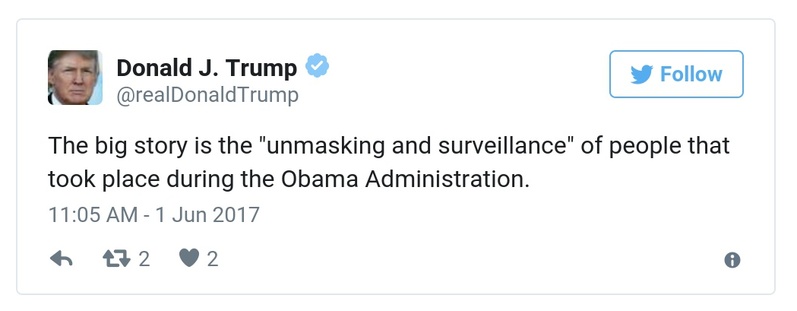 Donald J. Trump
@realDonaldTrump
Follow
The big story is the "unmasking and surveillance" of people that
took place during the Obama Administration.
11:05 AM - 1 Jun 2017
2 2